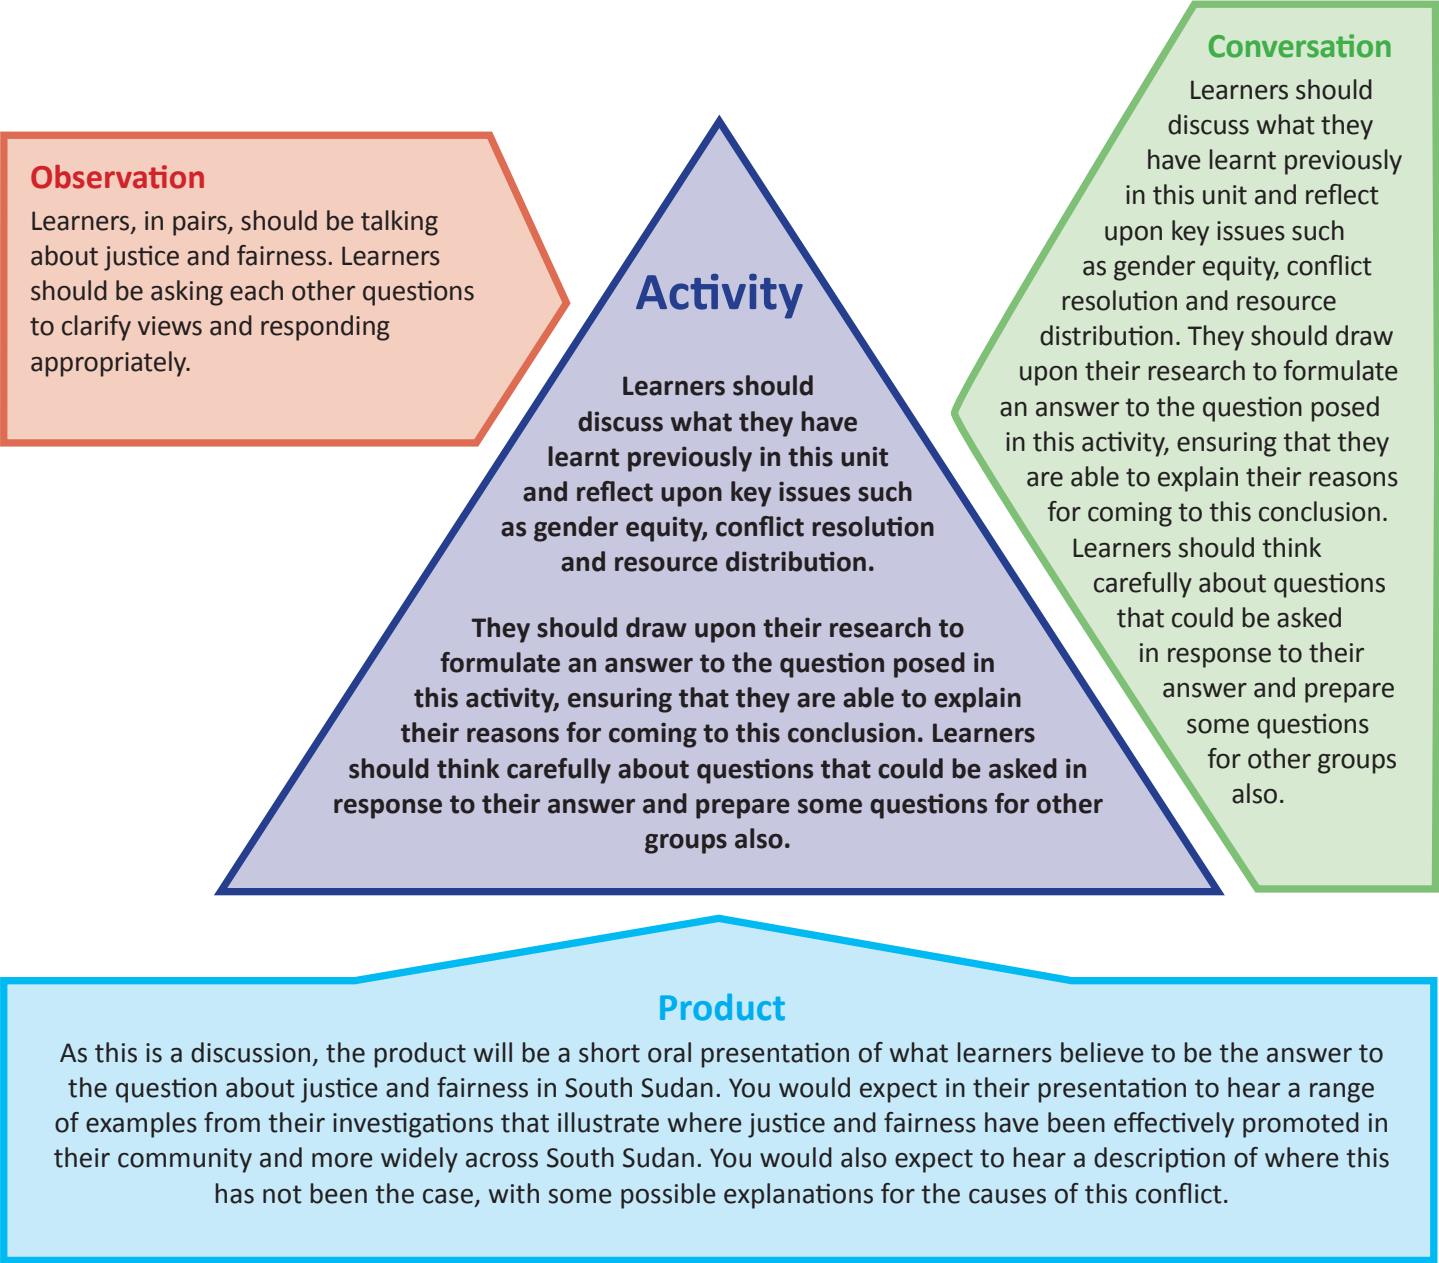 Observation
Learners, in pairs, should be talking
about justice and fairness. Learners
should be asking each other questions
to clarify views and responding
appropriately.
Activity
Learners should
discuss what they have
learnt previously in this unit
and reflect upon key issues such
as gender equity, conflict resolution
and resource distribution.
They should draw upon their research to
formulate an answer to the question posed in
this activity, ensuring that they are able to explain
their reasons for coming to this conclusion. Learners
should think carefully about questions that could be asked in
response to their answer and prepare some questions for other
groups also.
Conversation
Learners should
discuss what they
have learnt previously
in this unit and reflect
upon key issues such
as gender equity, conflict
resolution and resource
distribution. They should draw
upon their research to formulate
an answer to the question posed
in this activity, ensuring that they
are able to explain their reasons
for coming to this conclusion.
Learners should think
carefully about questions
that could be asked
in response to their
answer and prepare
some questions
for other groups
also.
Product
As this is a discussion, the product will be a short oral presentation of what learners believe to be the answer to
the question about justice and fairness in South Sudan. You would expect in their presentation to hear a range
of examples from their investigations that illustrate where justice and fairness have been effectively promoted in
their community and more widely across South Sudan. You would also expect to hear a description of where this
has not been the case, with some possible explanations for the causes of this conflict.